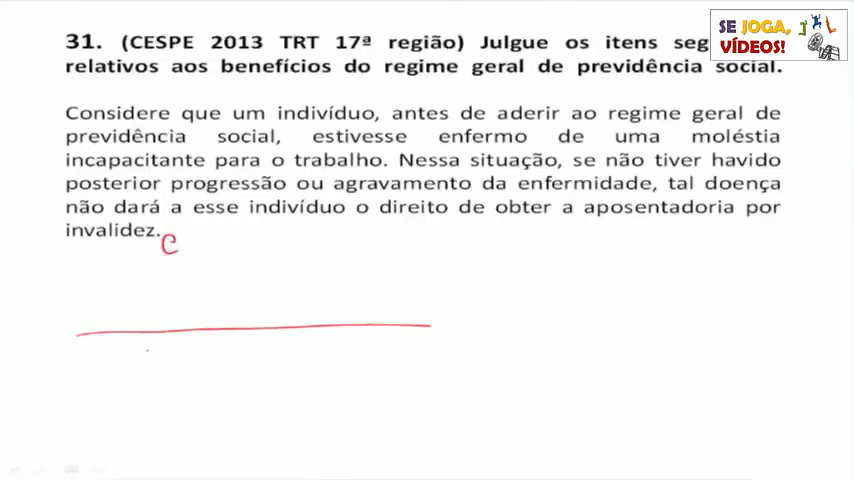 31. (CESPE 2013 TRT 17ª região) Julgue os itens seg
relativos aos benefícios do regime geral de previdência social.
Considere que um indivíduo, antes de aderir ao regime geral de
previdência social, estivesse enfermo de uma moléstia
incapacitante para o trabalho. Nessa situação, se não tiver havido
posterior progressão ou agravamento da enfermidade, tal doença
não dará a esse indivíduo o direito de obter a aposentadoria por
invalidez.
C
SE JOGA,
VÍDEOS!